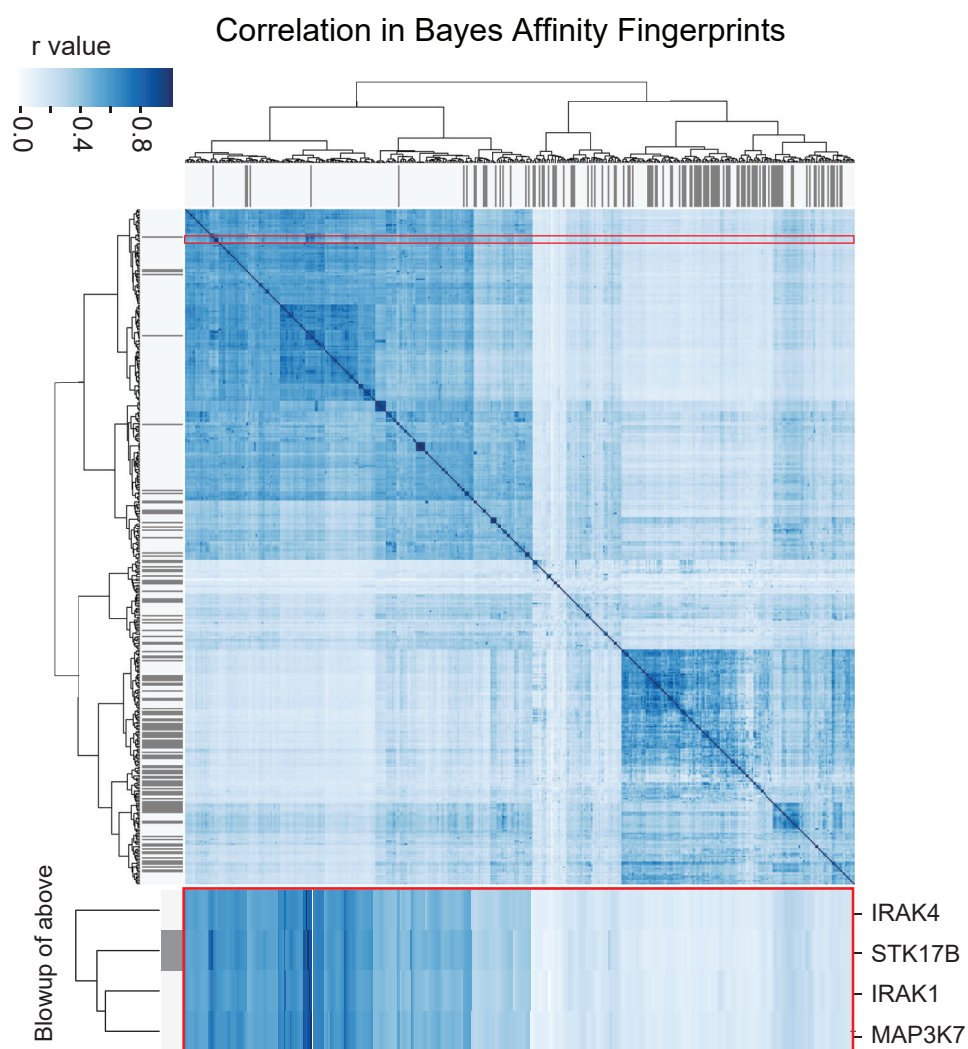 Correlation in Bayes Affinity Fingerprints
r value
0.0 0.4 0.8
Blowup of above
IRAK4
STK17B
IRAK1
MAP3K7